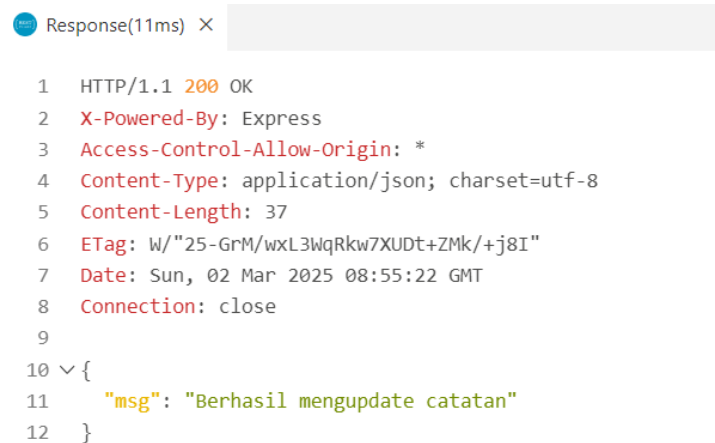 Response(11ms) ×
1 HTTP/1.1 200 OK
2 X-Powered-By: Express
3 Access-Control-Allow-Origin: *
4 Content-Type: application/json; charset=utf-8
5 Content-Length: 37
6 ETag: W/"25-GrM/wxL3WqRkw7XUDt+ZMk/+j8I"
7 Date: Sun, 02 Mar 2025 08:55:22 GMT
8 Connection: close
9
10 {
11 "msg": "Berhasil mengupdate catatan"
12 }